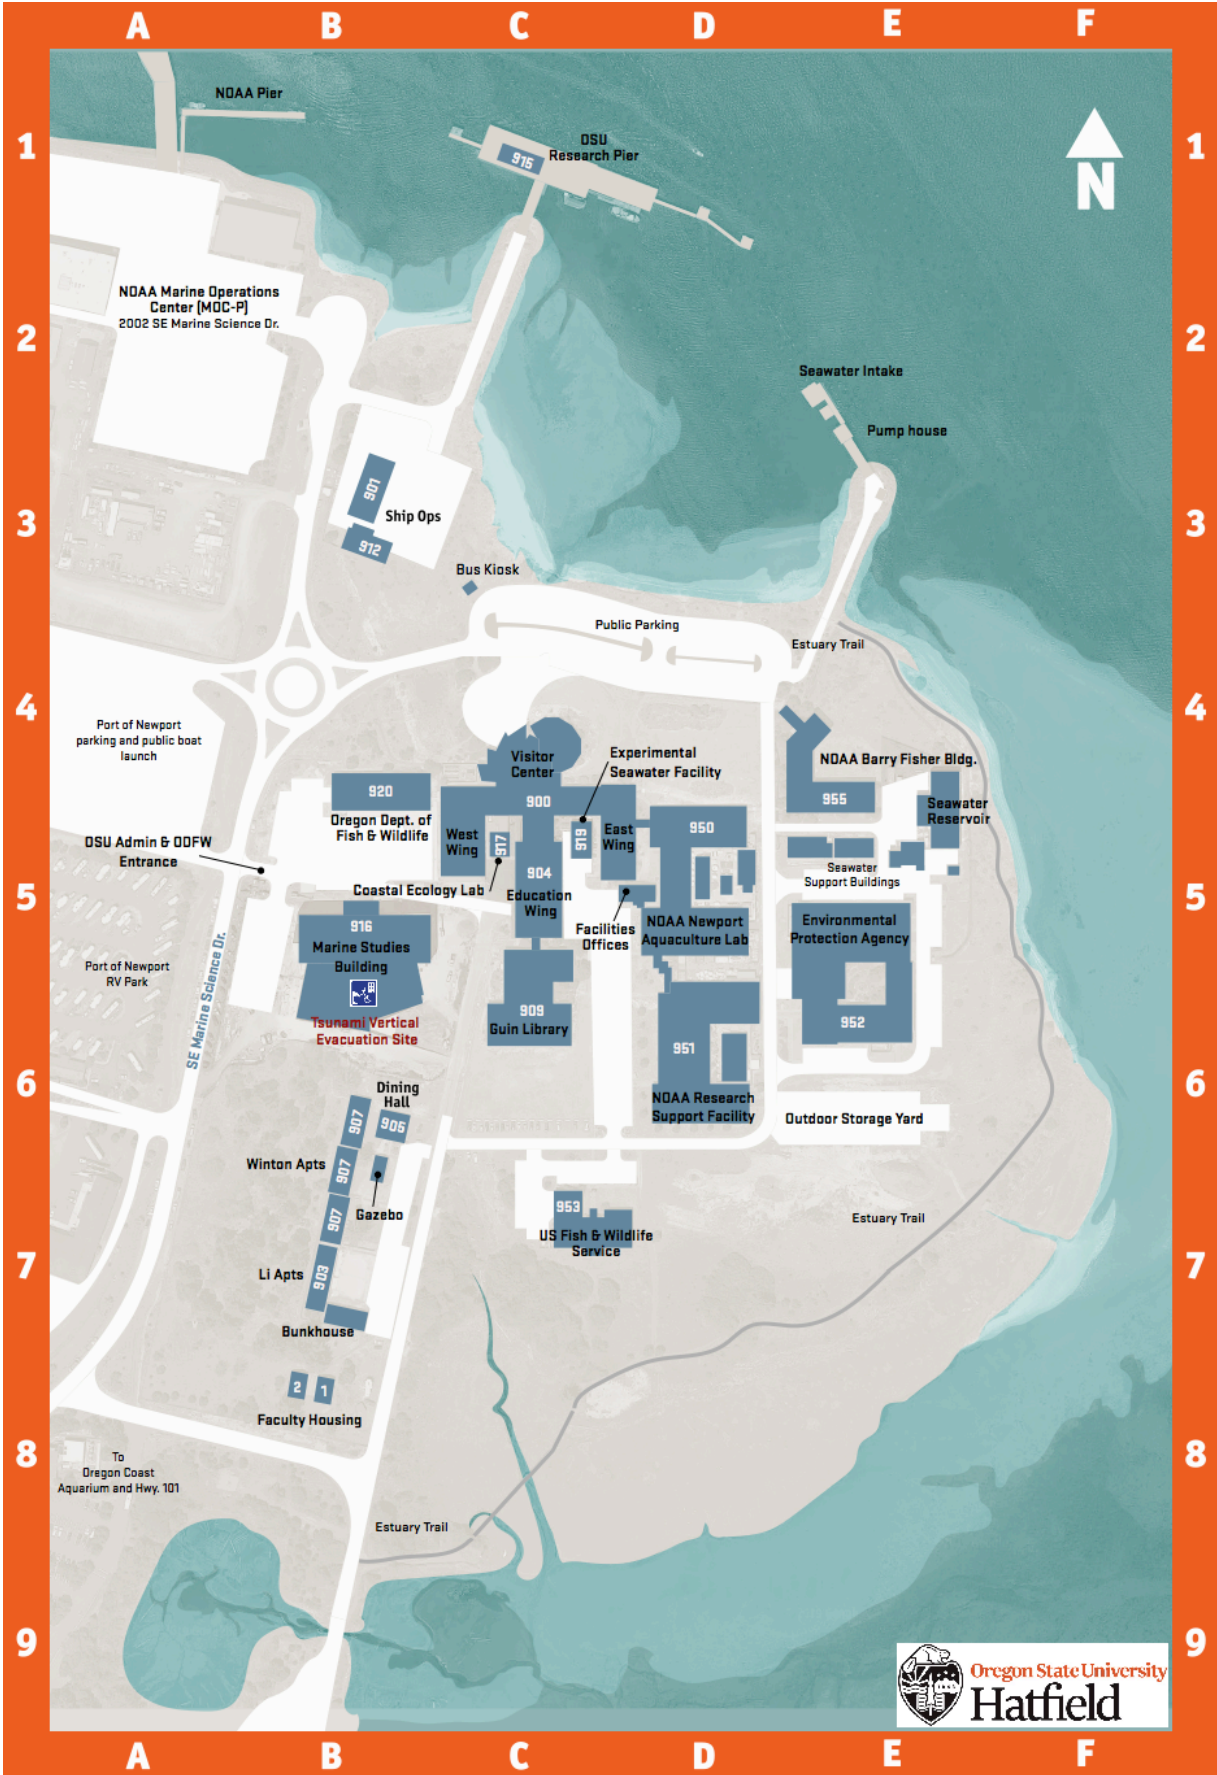 A B C D E F
1
NOAA Pier
OSU
Research Pier
915
1
N
NOAA Marine Operations
Center (MOC-P)
2002 SE Marine Science Dr.
2
2
Seawater Intake
Pump house
901
Ship Ops
912
3
3
Bus Kiosk
Public Parking
Estuary Trail
4
4
Port of Newport
parking and public boat
launch
Visitor
Center
Experimental
Seawater Facility
NOAA Barry Fisher Bldg.
920
900
955
Oregon Dept. of
Fish & Wildlife
West
Wing
917
919
East
Wing
950
Seawater
Reservoir
OSU Admin & ODFW
Entrance
904
Coastal Ecology Lab
Education
Wing
Seawater
Support Buildings
5
5
916
Marine Studies
Building
Facilities
Offices
NOAA Newport
Aquaculture Lab
Environmental
Protection Agency
Port of Newport
RV Park
SE Marine Science Dr.
Tsunami Vertical
Evacuation Site
909
Guin Library
951
952
6
6
Dining
Hall
907
905
NOAA Research
Support Facility
Outdoor Storage Yard
Winton Apts
907
Gazebo
907
953
US Fish & Wildlife
Service
Estuary Trail
7
7
Li Apts
903
Bunkhouse
2
1
Faculty Housing
8
8
To
Oregon Coast
Aquarium and Hwy. 101
Estuary Trail
9
9
Oregon State University
Hatfield
A B C D E F